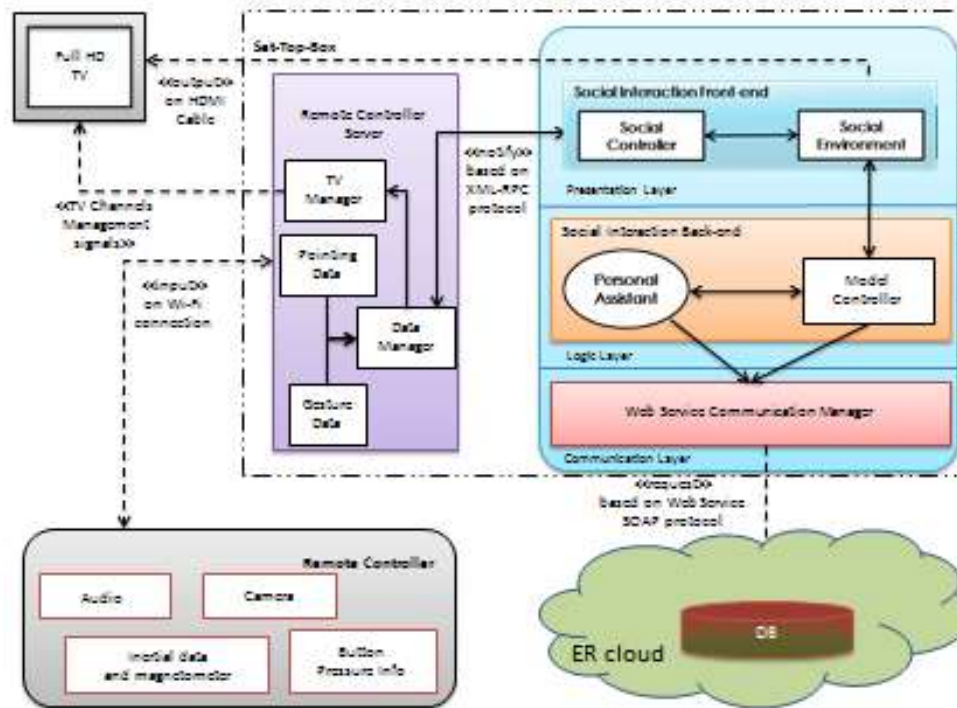 Full HD
TV
«output»
on HDMI
Cable
Set-Top-Box
Remote Controller
Server
TV
Manager
Pointing
Data
Data
Manager
Gesture
Data
«TV Channels
Management
signals»
«input»
on Wi-Fi
connection
«notify»
based on
XML-RPC
protocol
Social Interaction Front-end
Social
Controller
Social
Environment
Presentation Layer
Social Interaction Back-end
Personal
Assistant
Model
Controller
Logic Layer
Web Service Communication Manager
Communication Layer
«request»
based on Web Service
SOAP protocol
Remote Controller
Audio
Camera
Inertial data
and magnetometer
Button
Pressure Info
DB
ER cloud